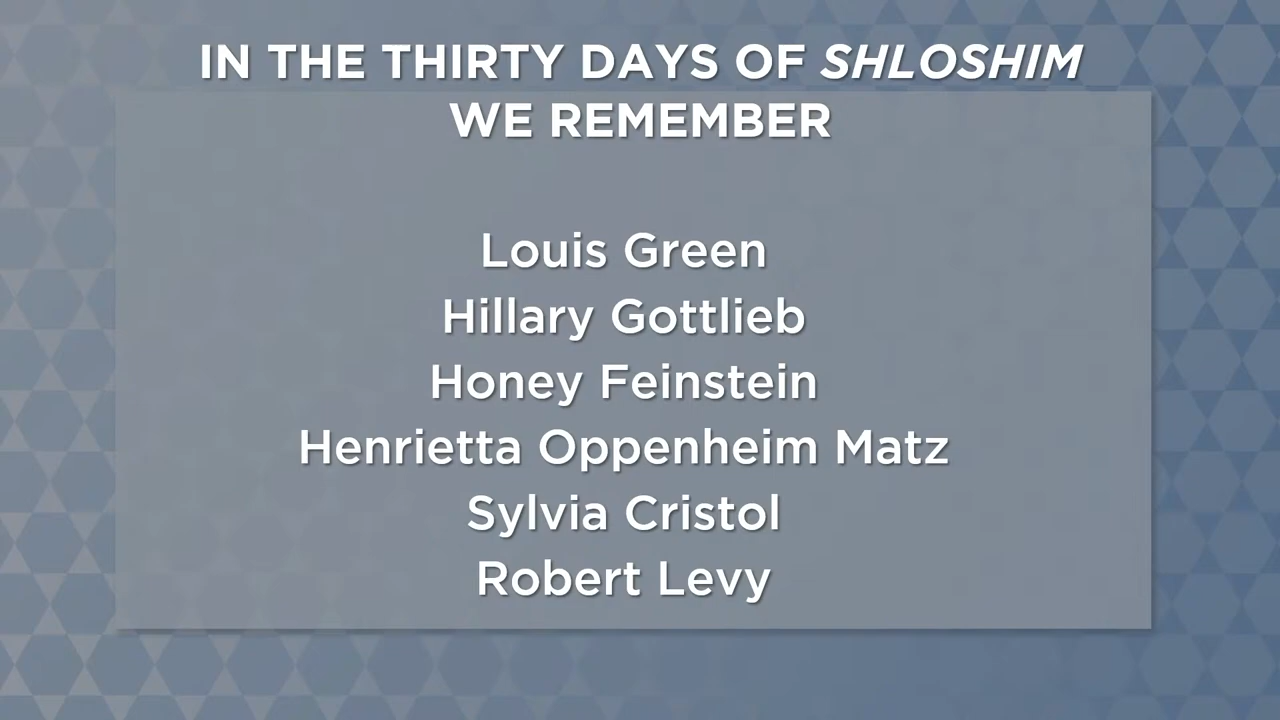 IN THE THIRTY DAYS OF SHLOSHIM
WE REMEMBER
Louis Green
Hillary Gottlieb
Honey Feinstein
Henrietta Oppenheim Matz
Sylvia Cristol
Robert Levy